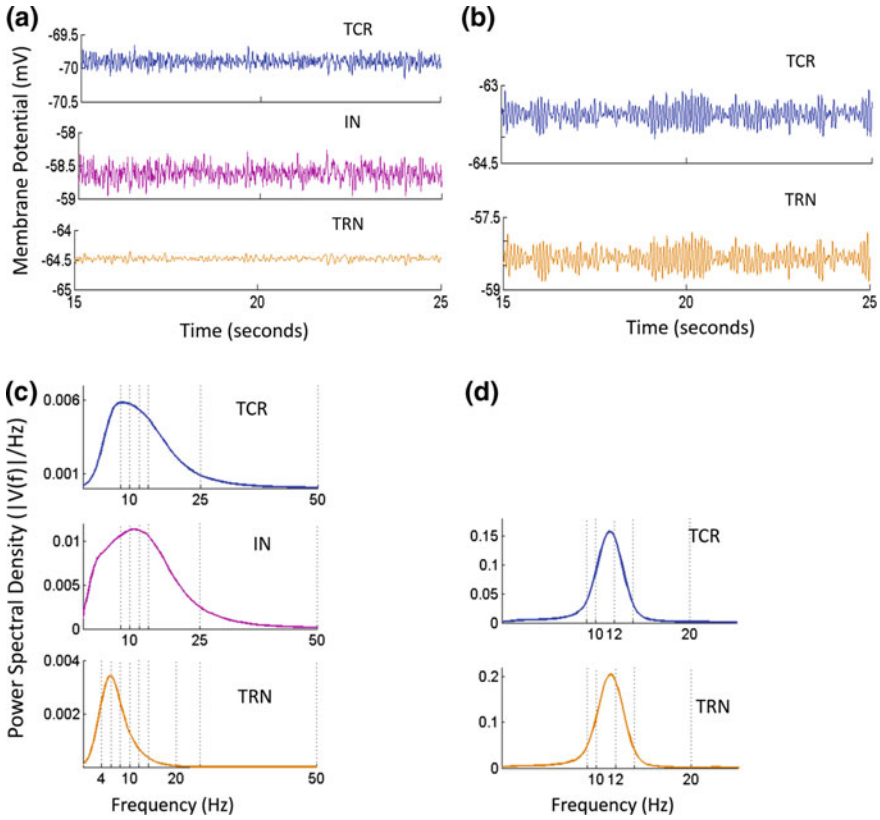 (a)
Membrane Potential (mV)
-69.5
-70
-70.5
TCR
-58
-58.5
-59
IN
-64
-64.5
-65
TRN
15 20 25
Time (seconds)
(b)
-63
-64.5
TCR
-57.5
-59
TRN
15 20 25
Time (seconds)
(c)
Power Spectral Density (|V(f)|/Hz)
0.006
0.001
TCR
10 25 50
0.01
0.005
0
IN
10 25 50
0.004
0.002
TRN
4 10 20 50
Frequency (Hz)
(d)
0.15
0.1
0.05
0
TCR
10 12 20
0.2
0.1
0
TRN
10 12 20
Frequency (Hz)